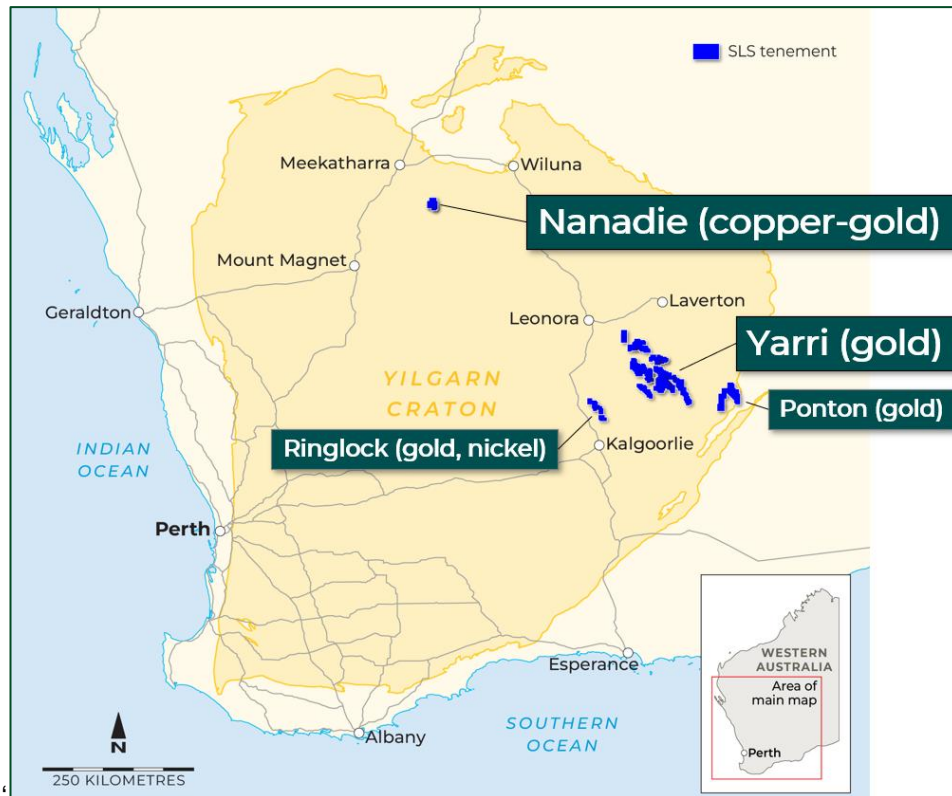 SLS tenement
Meekatharra
Wiluna
Nanadie (copper-gold)
Mount Magnet
Geraldton
Laverton
Leonora
Yarri (gold)
YILGARN
CRATON
Ponton (gold)
Ringlock (gold, nickel)
Kalgoorlie
INDIAN
OCEAN
Perth
Esperance
WESTERN
AUSTRALIA
Area of
main map
Perth
SOUTHERN
OCEAN
Albany
N
250 KILOMETRES
‘